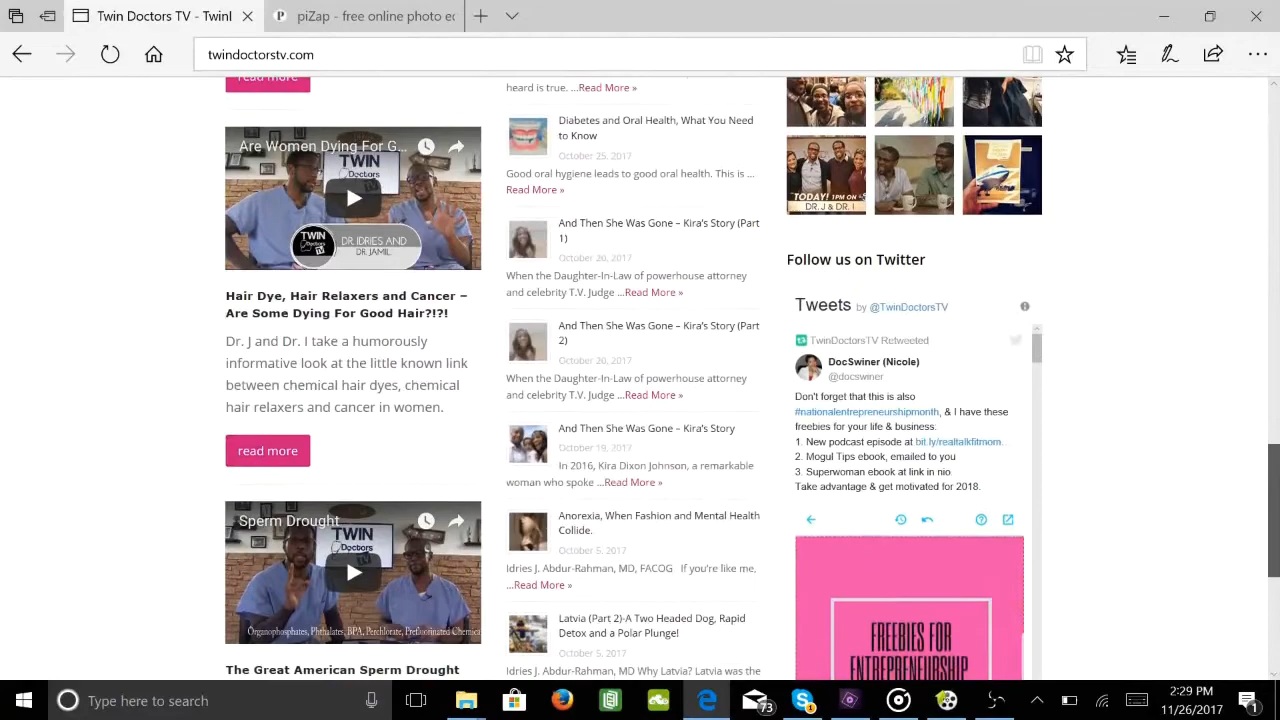 twindoctorstv.com
read more
Are Women Dying For G...
TWIN
Doctors
TWIN
Doctors
TV
DR. IDRIES AND
DR. JAMIL
Hair Dye, Hair Relaxers and Cancer –
Are Some Dying For Good Hair?!?!
Dr. J and Dr. I take a humorously
informative look at the little known link
between chemical hair dyes, chemical
hair relaxers and cancer in women.
read more
Sperm Drought
TWIN
Doctors
Organophosphates, Phthalates, BPA, Perchlorate, Prefluorinated Chemica
The Great American Sperm Drought
heard is true. ...Read More »
Diabetes and Oral Health, What You Need
to Know
October 25, 2017
Good oral hygiene leads to good oral health. This is ...
Read More »
And Then She Was Gone – Kira's Story (Part
1)
October 20, 2017
When the Daughter-In-Law of powerhouse attorney
and celebrity T.V. Judge ...Read More »
And Then She Was Gone – Kira's Story (Part
2)
October 20, 2017
When the Daughter-In-Law of powerhouse attorney
and celebrity T.V. Judge ...Read More »
And Then She Was Gone – Kira's Story
October 19, 2017
In 2016, Kira Dixon Johnson, a remarkable
woman who spoke ...Read More »
Anorexia, When Fashion and Mental Health
Collide.
October 5, 2017
Idries J. Abdur-Rahman, MD, FACOG If you're like me,
...Read More »
Latvia (Part 2)-A Two Headed Dog, Rapid
Detox and a Polar Plunge!
October 5, 2017
Idries J. Abdur-Rahman, MD Why Latvia? Latvia was the
TODAY! 1PM ON
DR. J & DR. I
Follow us on Twitter
Tweets by @TwinDoctorsTV
TwinDoctorsTV Retweeted
DocSwiner (Nicole)
@docswiner
Don't forget that this is also
#nationalentrepreneurshipmonth, & I have these
freebies for your life & business:
1. New podcast episode at bit.ly/realtalkfitmom.
2. Mogul Tips ebook, emailed to you
3. Superwoman ebook at link in nio.
Take advantage & get motivated for 2018.
FREEBIES FOR
ENTREPRENEURSHIP
Type here to search
73
1
2:29 PM
11/26/2017
1